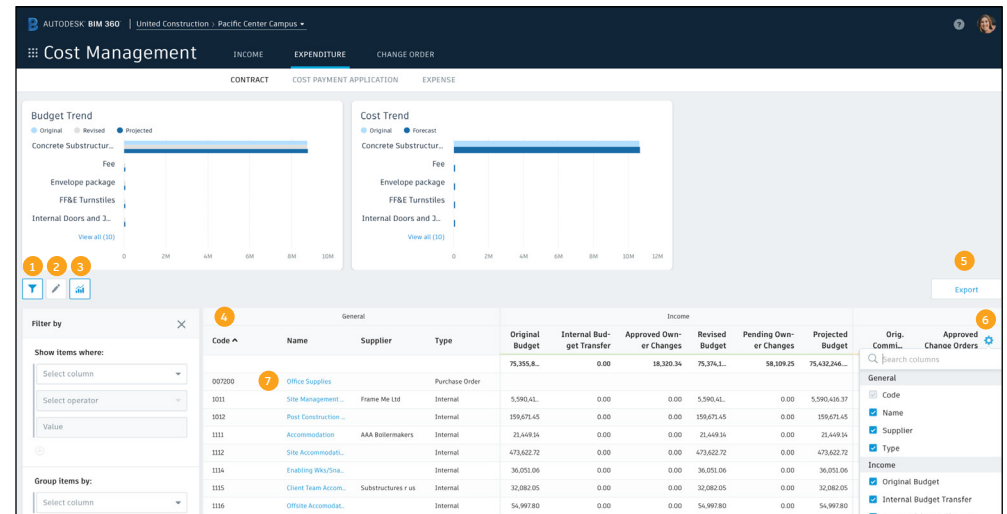 AUTODESK® BIM 360® | United Construction > Pacific Center Campus
Cost Management INCOME EXPENDITURE CHANGE ORDER
CONTRACT COST PAYMENT APPLICATION EXPENSE
Budget Trend
Original Revised Projected
Concrete Substructur...
Fee
Envelope package
FF&E Turnstiles
Internal Doors and J...
View all (10)
0 2M 4M 6M 8M 10M
Cost Trend
Original Forecast
Concrete Substructur...
Fee
Envelope package
FF&E Turnstiles
Internal Doors and J...
View all (10)
0 2M 4M 6M 8M 10M 12M
1 2 3 5
Export
Filter by
Show items where:
Select column
Select operator
Value
Group items by:
Select column
4 General Income 6
Code Name Supplier Type Original Budget Internal Bud-get Transfer Approved Own-er Changes Revised Budget Pending Own-er Changes Projected Budget Orig. Commi... Approved Change Orders
75,355,8... 0.00 18,320.34 75,374,1... 58,109.25 75,432,246....
007200 7 Office Supplies Purchase Order
1011 Site Management ... Frame Me Ltd Internal 5,590,41.. 0.00 0.00 5,590,41.. 0.00 5,590,416.37
1012 Post Construction ... Internal 159,671.45 0.00 0.00 159,671.45 0.00 159,671.45
1111 Accommodation AAA Boilermakers Internal 21,449.14 0.00 0.00 21,449.14 0.00 21,449.14
1112 Site Accommodati.. Internal 473,622.72 0.00 0.00 473,622.72 0.00 473,622.72
1114 Enabling Wks/Sna.. Internal 36,051.06 0.00 0.00 36,051.06 0.00 36,051.06
1115 Client Team Accom.. Substructures r us Internal 32,082.05 0.00 0.00 32,082.05 0.00 32,082.05
1116 Offsite Accomodat.. Internal 54,997.80 0.00 0.00 54,997.80 0.00 54,997.80
Search columns
General
Code
Name
Supplier
Type
Income
Original Budget
Internal Budget Transfer